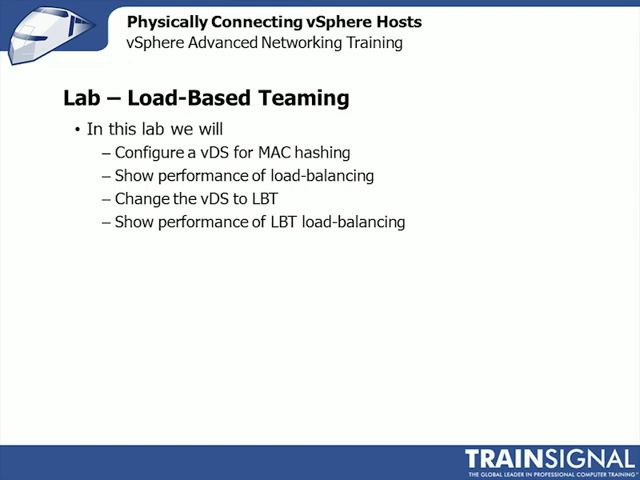 Physically Connecting vSphere Hosts
vSphere Advanced Networking Training
Lab – Load-Based Teaming
• In this lab we will
– Configure a vDS for MAC hashing
– Show performance of load-balancing
– Change the vDS to LBT
– Show performance of LBT load-balancing
TRAINSIGNAL
THE GLOBAL LEADER IN PROFESSIONAL COMPUTER TRAINING™